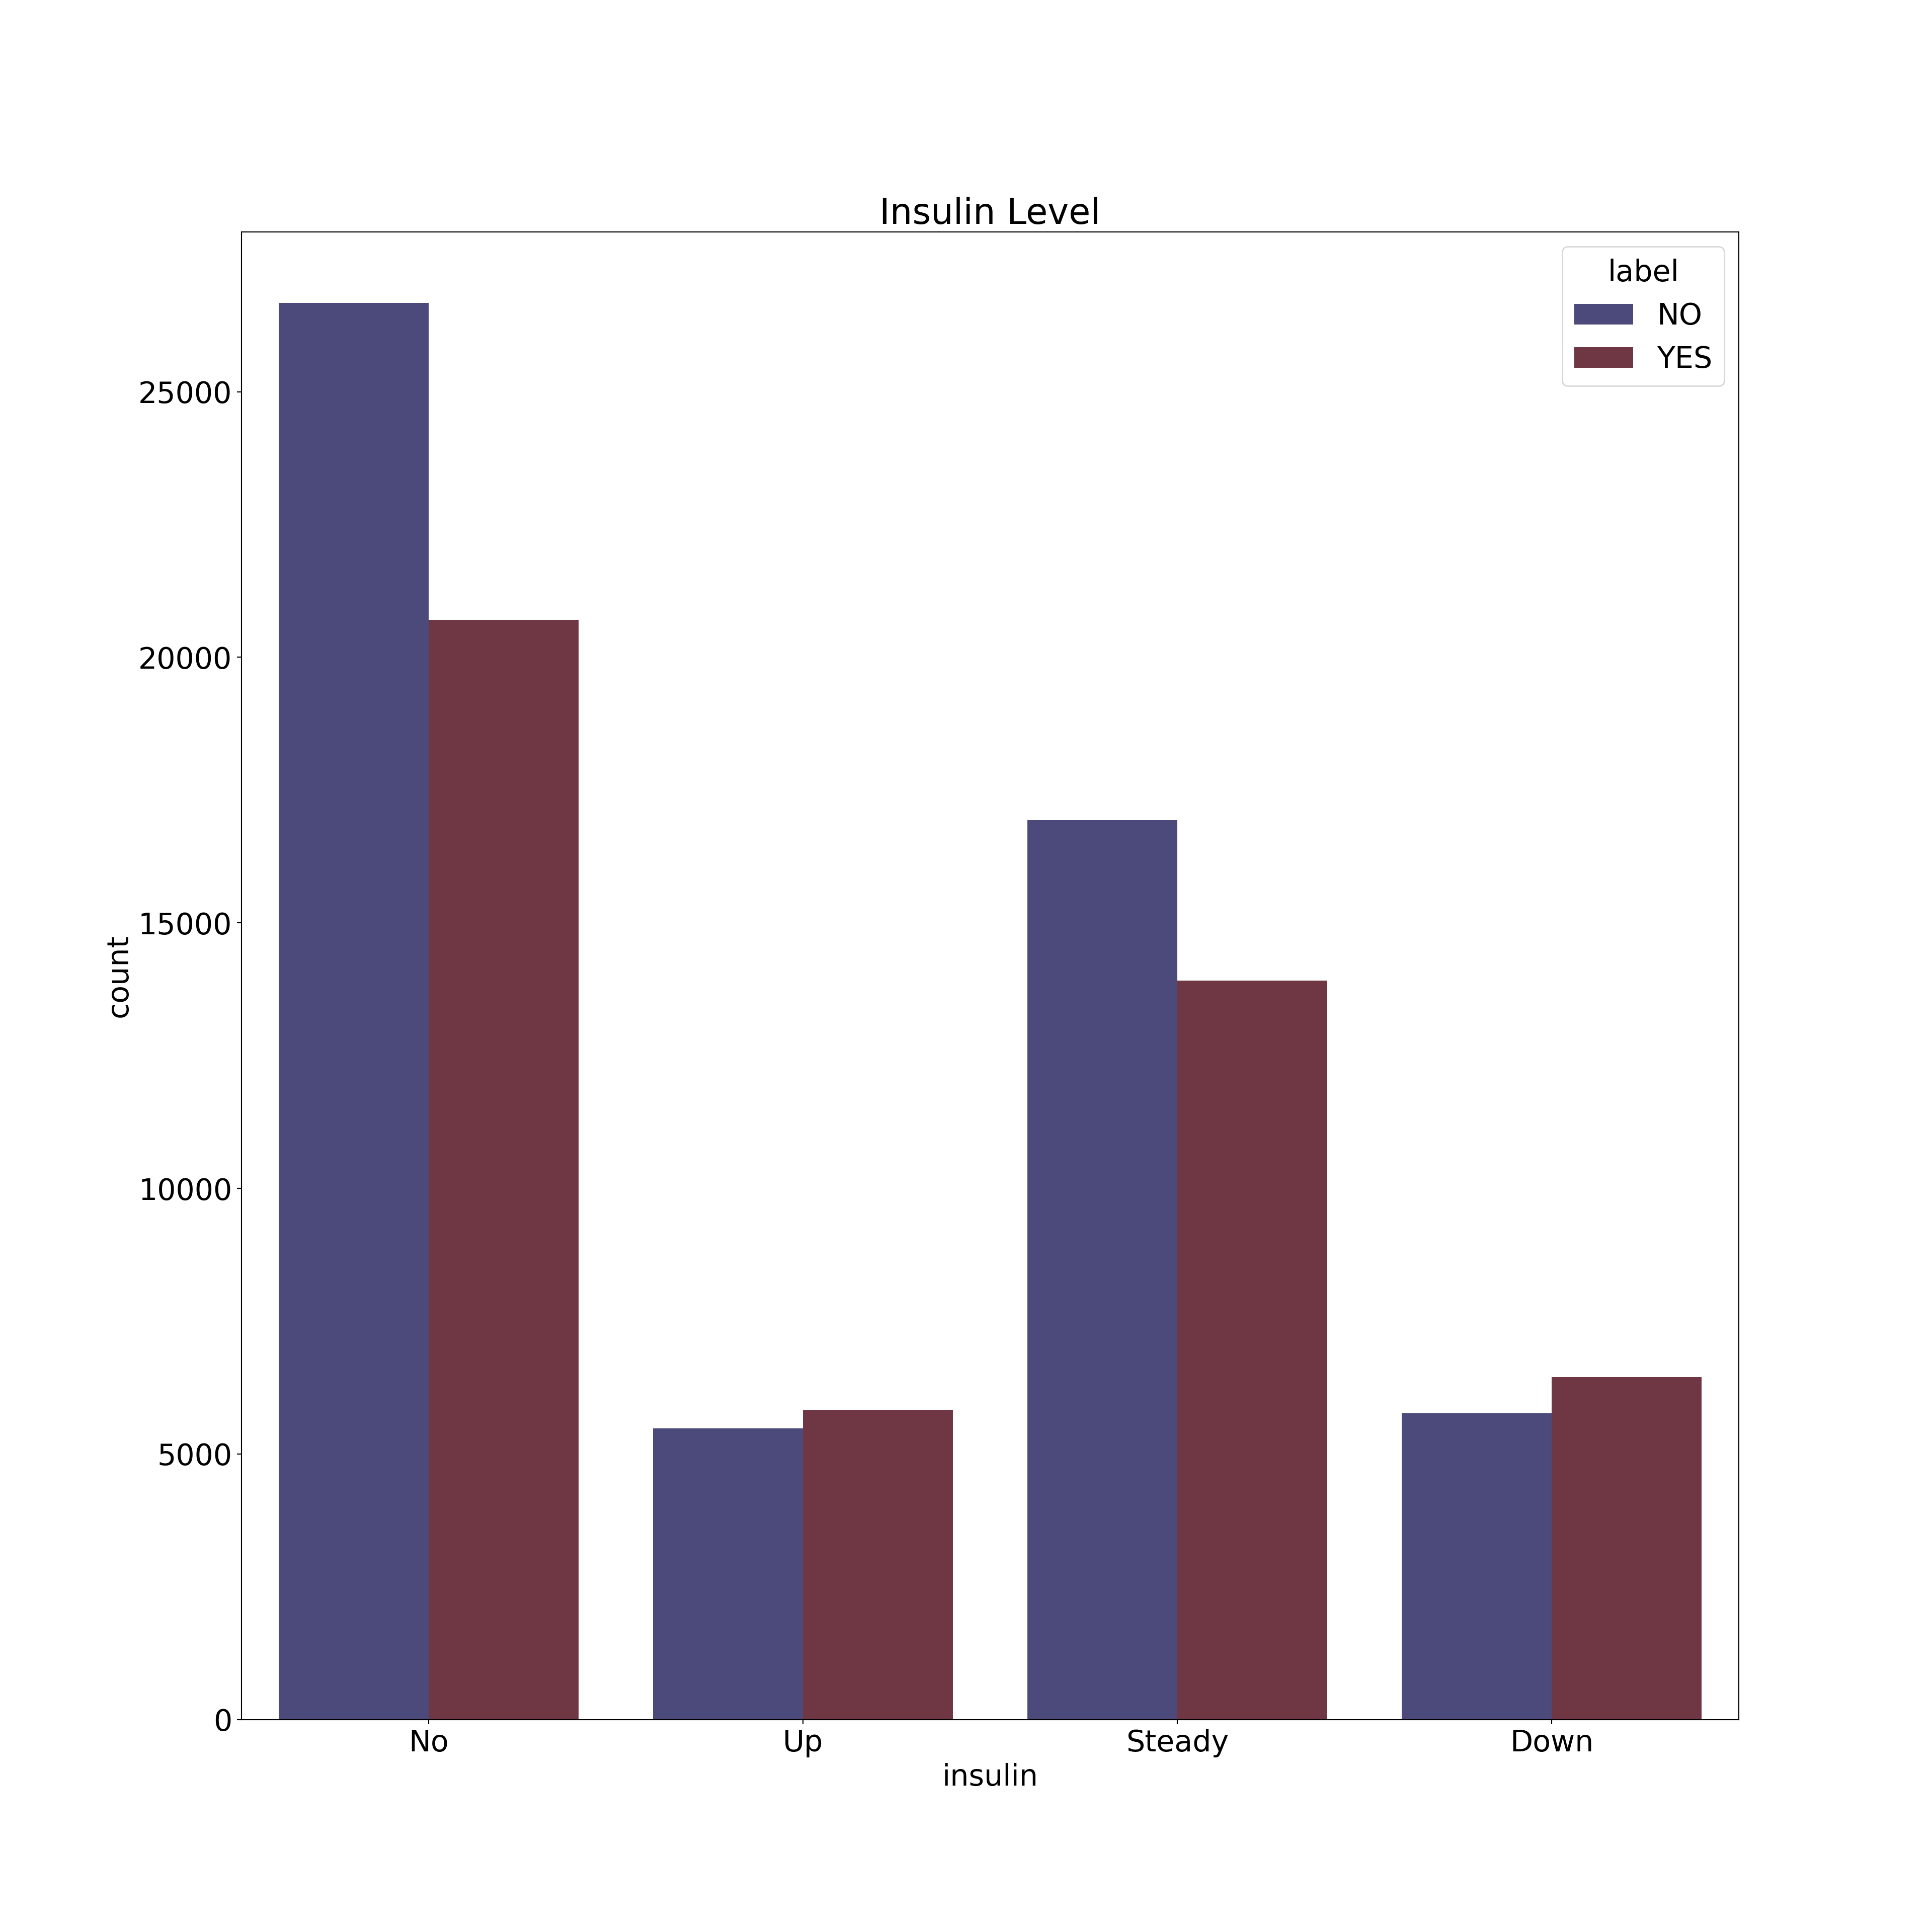 Insulin Level
label
NO
YES
25000
20000
15000
10000
5000
0
count
No Up Steady Down
insulin